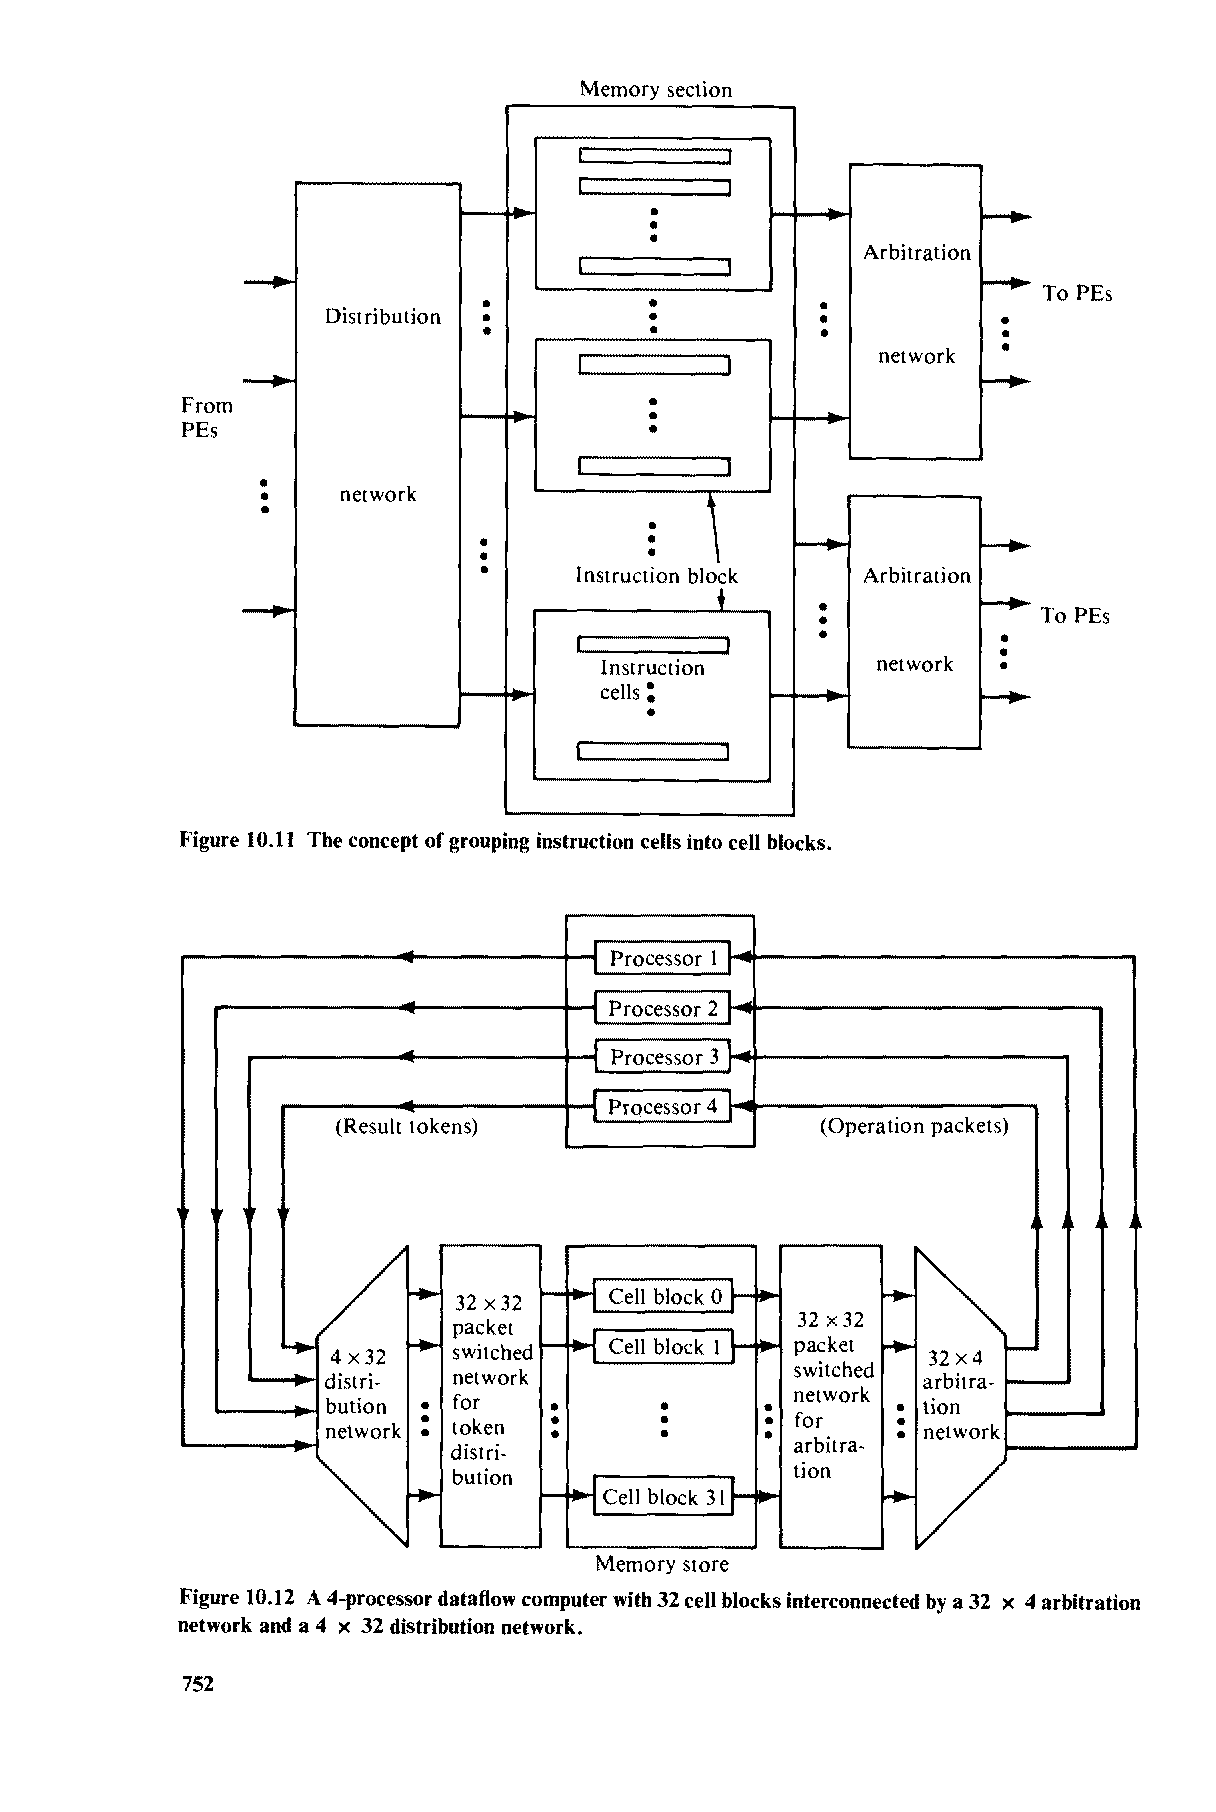 Memory section
Distribution
network
From
PEs
Arbitration
network
To PEs
Instruction block
Instruction
cells
Arbitration
network
To PEs
Figure 10.11 The concept of grouping instruction cells into cell blocks.
Processor 1
Processor 2
Processor 3
Processor 4
(Result tokens)
(Operation packets)
4 × 32
distri-
bution
network
32 × 32
packet
switched
network
for
token
distri-
bution
Cell block 0
Cell block 1
Cell block 31
32 × 32
packet
switched
network
for
arbitra-
tion
32 × 4
arbitra-
tion
network
Memory store
Figure 10.12 A 4-processor dataflow computer with 32 cell blocks interconnected by a 32 × 4 arbitration
network and a 4 × 32 distribution network.
752